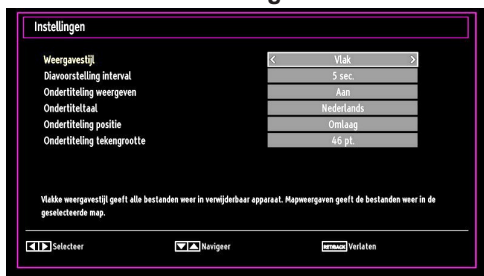 Instellingen
Weergavestijl < Vlak >
Diavoorstelling interval 5 sec.
Ondertiteling weergeven Aan
Ondertiteltaal Nederlands
Ondertiteling positie Omlaag
Ondertiteling tekengrootte 46 pt.
Vlakke weergavestijl geeft alle bestanden weer in verwijderbaar apparaat. Mapweergaven geeft de bestanden weer in de
geselecteerde map.
Selecteer Navigeer RETBACK Verlaten